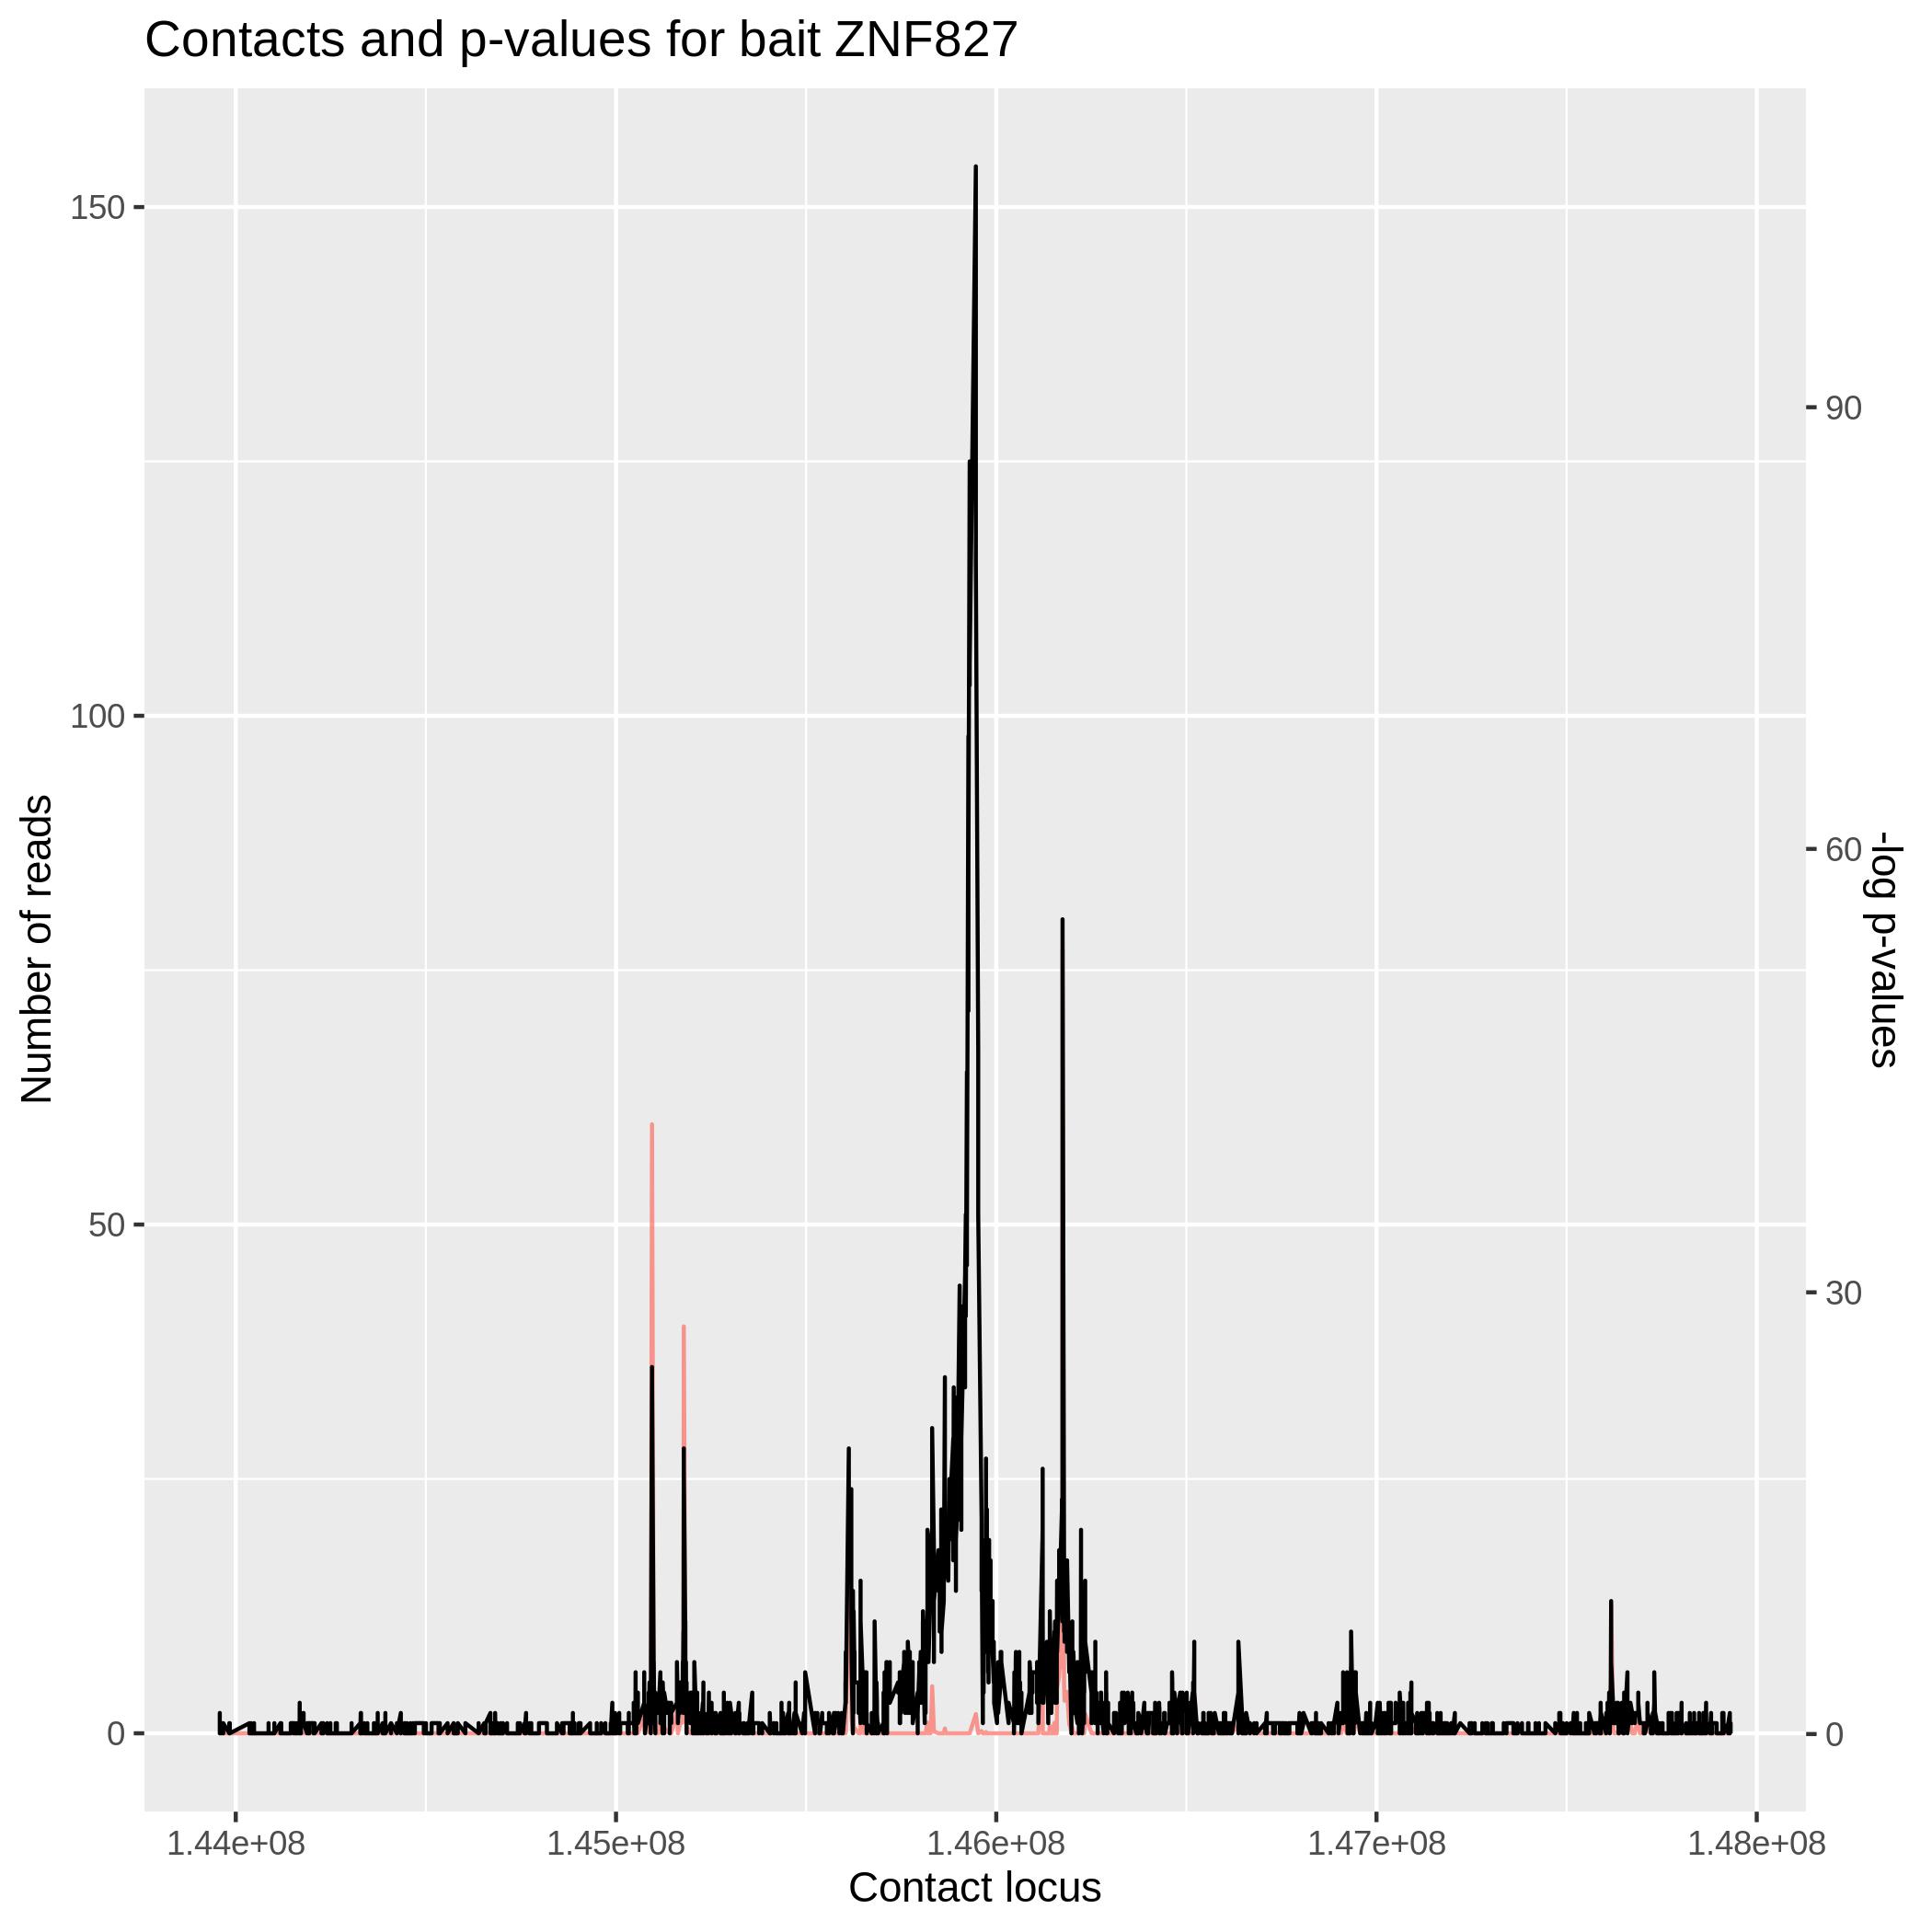 Contacts and p-values for bait ZNF827
150
100
50
0
Number of reads
90
60
30
0
-log p-values
1.44e+08
1.45e+08
1.46e+08
1.47e+08
1.48e+08
Contact locus